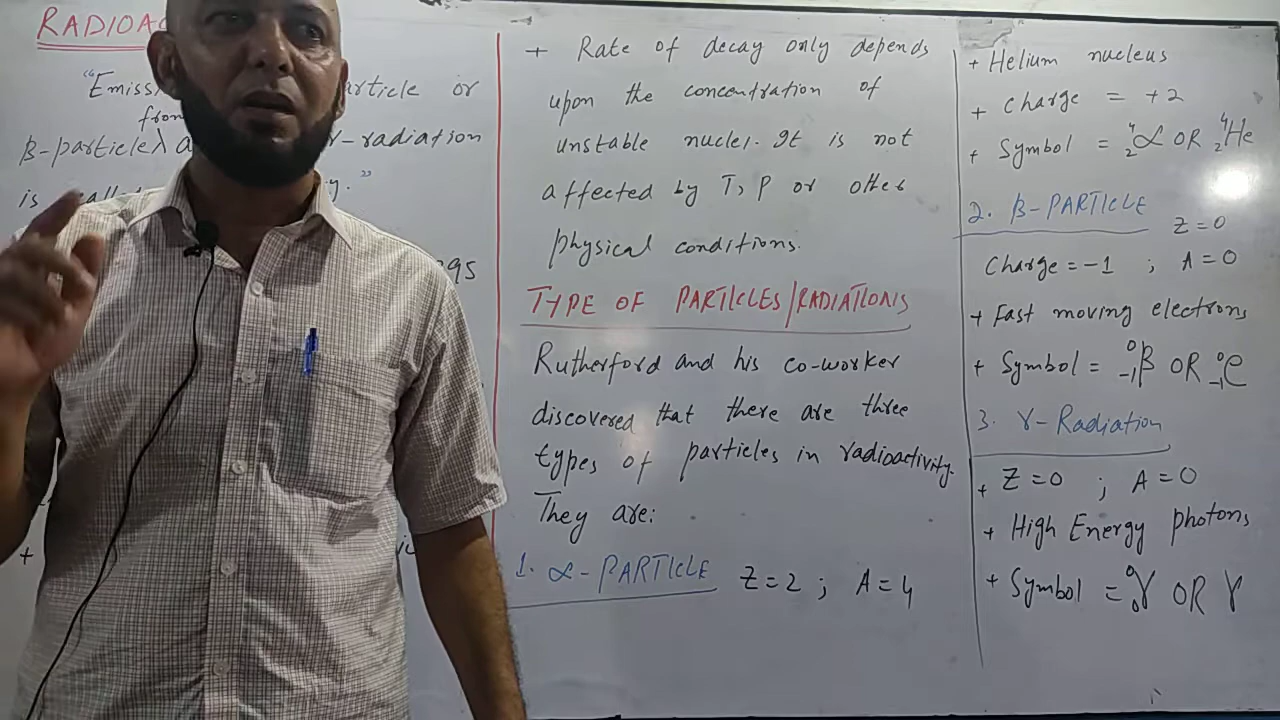 RADIOAC
"Emiss article or
from
β-particle a γ-radiation
is y."
95
+
+ Rate of decay only depends
upon the concentration of
unstable nuclei. It is not
affected by T, P or other
physical conditions.
TYPE OF PARTICLES/RADIATIONS
Rutherford and his co-worker
discovered that there are three
types of particles in radioactivity.
They are:
1. α-PARTICLE Z=2 ; A=4
+ Helium nucleus
+ Charge = +2
+ Symbol = ⁴₂α OR ⁴₂He
2. β-PARTICLE
Z=0
Charge = -1 ; A=0
+ Fast moving electrons
+ Symbol = ⁰₋₁β OR ⁰₋₁e
3. γ-Radiation
+ Z=0 ; A=0
+ High Energy photons
+ Symbol = ⁰₀γ OR γ